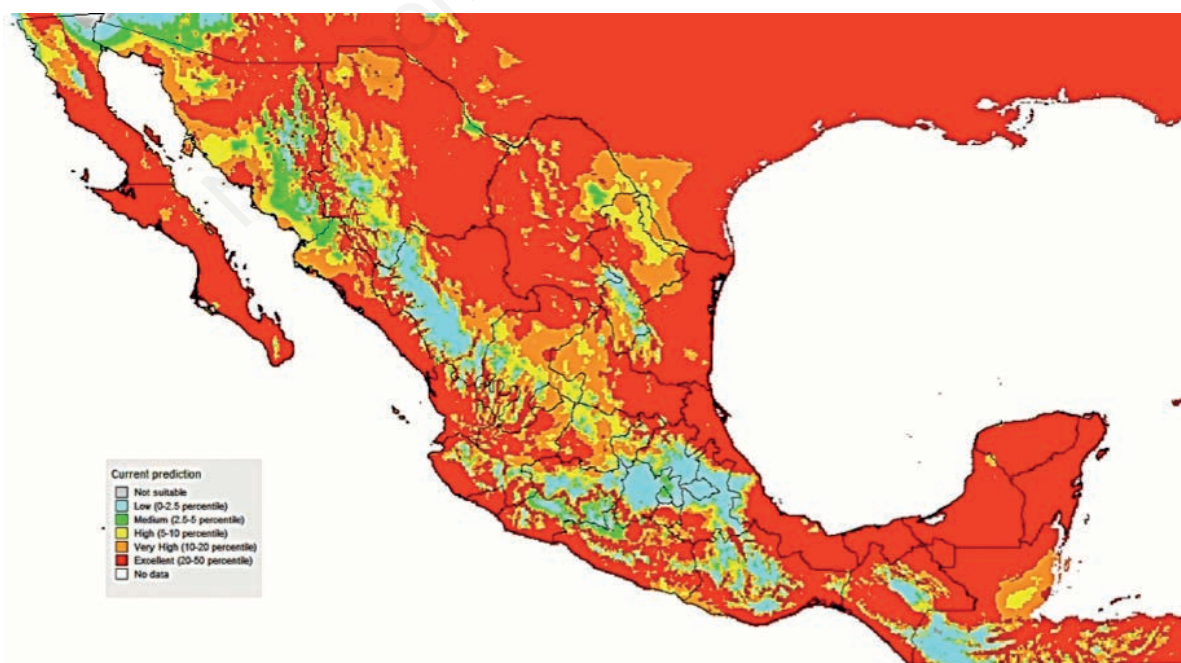 Current prediction
Not suitable
Low (0-2.5 percentile)
Medium (2.5-5 percentile)
High (5-10 percentile)
Very High (10-20 percentile)
Excellent (20-50 percentile)
No data